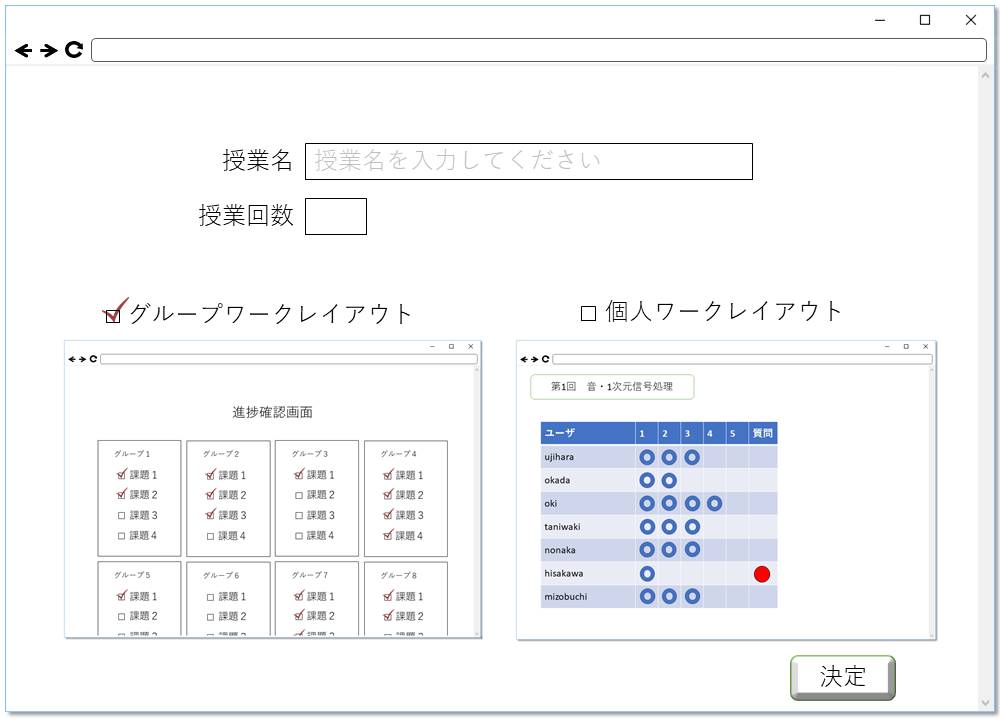 授業名 授業名を入力してください
授業回数
グループワークレイアウト
個人ワークレイアウト
進捗確認画面
グループ1 グループ2 グループ3 グループ4
課題1 課題1 課題1 課題1
課題2 課題2 課題2 課題2
課題3 課題3 課題3 課題3
課題4 課題4 課題4 課題4
グループ5 グループ6 グループ7 グループ8
課題1 課題1 課題1 課題1
課題2 課題2 課題2 課題2
第1回 音・1次元信号処理
ユーザ 1 2 3 4 5 質問
ujihara
okada
oki
taniwaki
nonaka
hisakawa
mizobuchi
決定